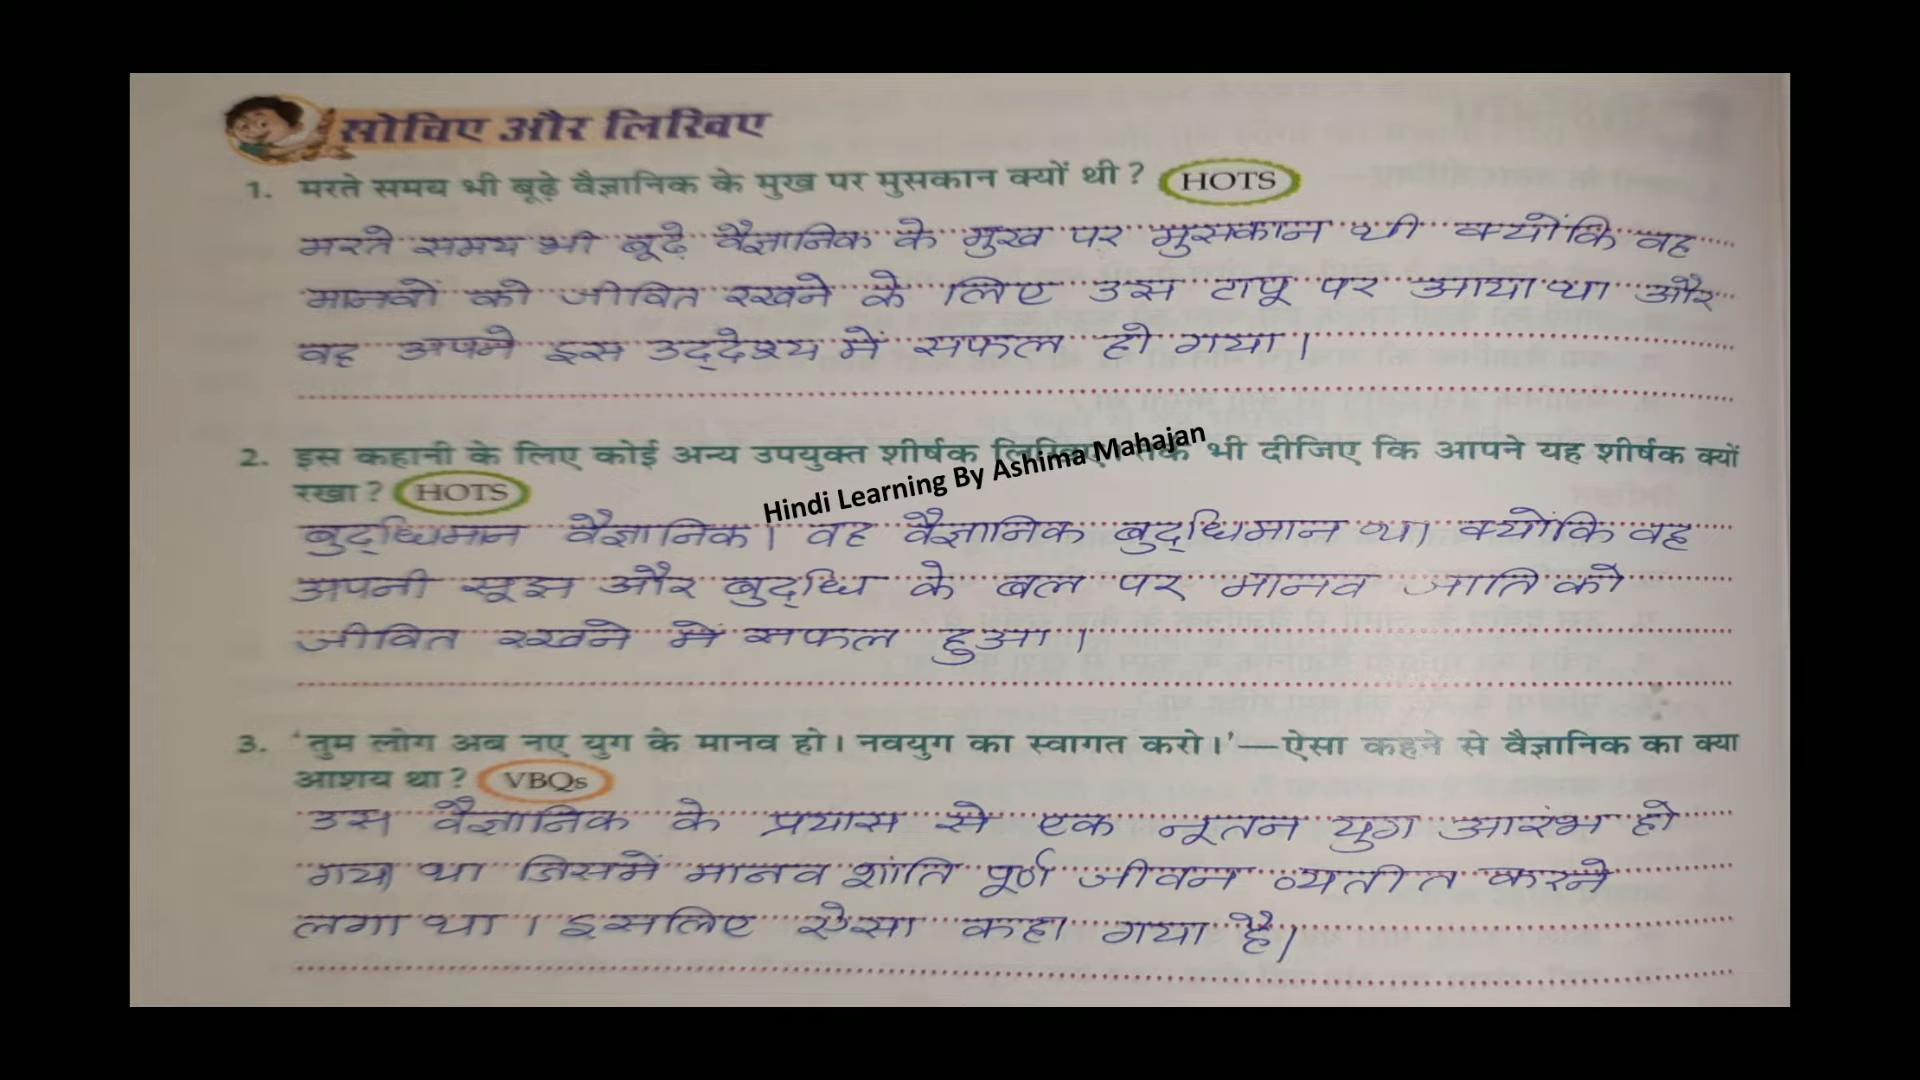 सोचिए और लिखिए
1. मरते समय भी बूढ़े वैज्ञानिक के मुख पर मुसकान क्यों थी? HOTS
मरते समय भी बूढ़े वैज्ञानिक के मुख पर मुसकान थी क्योंकि वह
मानवों को जीवित रखने के लिए उस टापू पर आया था और
वह अपने इस उद्देश्य में सफल हो गया।
2. इस कहानी के लिए कोई अन्य उपयुक्त शीर्षक भी दीजिए कि आपने यह शीर्षक क्यों
रखा? HOTS
Hindi Learning By Ashima Mahajan
बुद्धिमान वैज्ञानिक। वह वैज्ञानिक बुद्धिमान था क्योंकि वह
अपनी सूझ और बुद्धि के बल पर मानव जाति को
जीवित रखने में सफल हुआ।
3. 'तुम लोग अब नए युग के मानव हो। नवयुग का स्वागत करो।'—ऐसा कहने से वैज्ञानिक का क्या
आशय था? VBQs
उस वैज्ञानिक के प्रयास से एक नूतन युग आरंभ हो
गया था जिसमें मानव शांति पूर्ण जीवन व्यतीत करने
लगा था। इसलिए ऐसा कहा गया है।